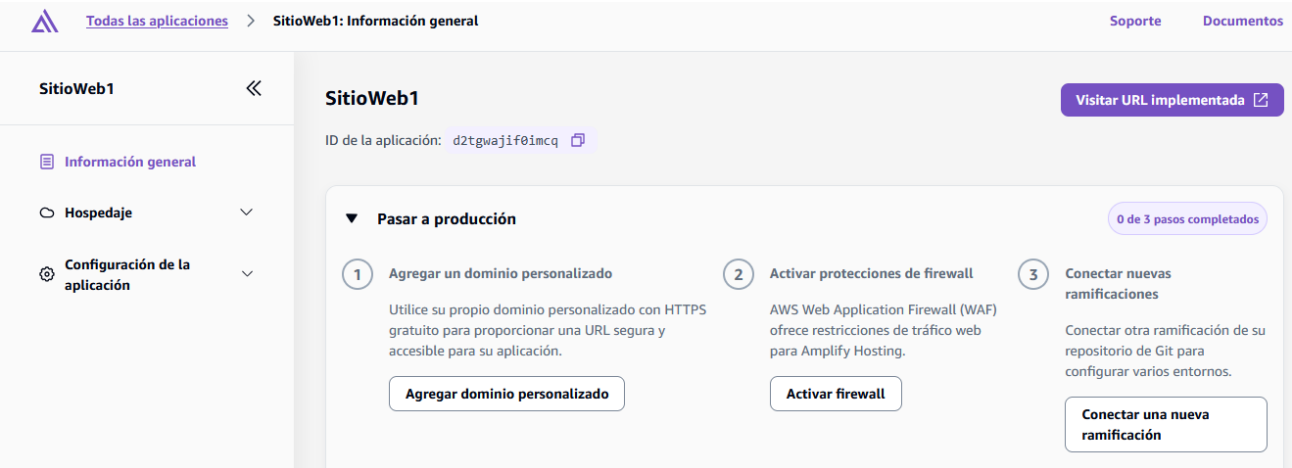 Todas las aplicaciones > SitioWeb1: Información general
Soporte
Documentos
SitioWeb1
Información general
Hospedaje
Configuración de la
aplicación
SitioWeb1
Visitar URL implementada
ID de la aplicación: d2tgwajif0imcq
Pasar a producción
0 de 3 pasos completados
1
Agregar un dominio personalizado
Utilice su propio dominio personalizado con HTTPS
gratuito para proporcionar una URL segura y
accesible para su aplicación.
Agregar dominio personalizado
2
Activar protecciones de firewall
AWS Web Application Firewall (WAF)
ofrece restricciones de tráfico web
para Amplify Hosting.
Activar firewall
3
Conectar nuevas
ramificaciones
Conectar otra ramificación de su
repositorio de Git para
configurar varios entornos.
Conectar una nueva
ramificación